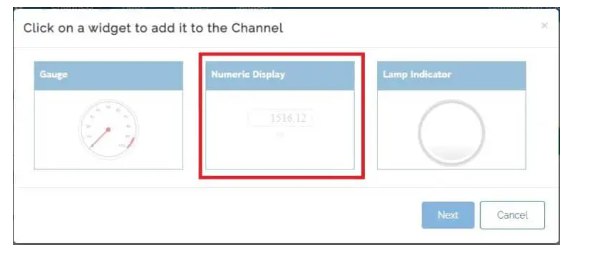 Click on a widget to add it to the Channel
×
Gauge
Numeric Display
Lamp Indicator
1516.12
Next
Cancel